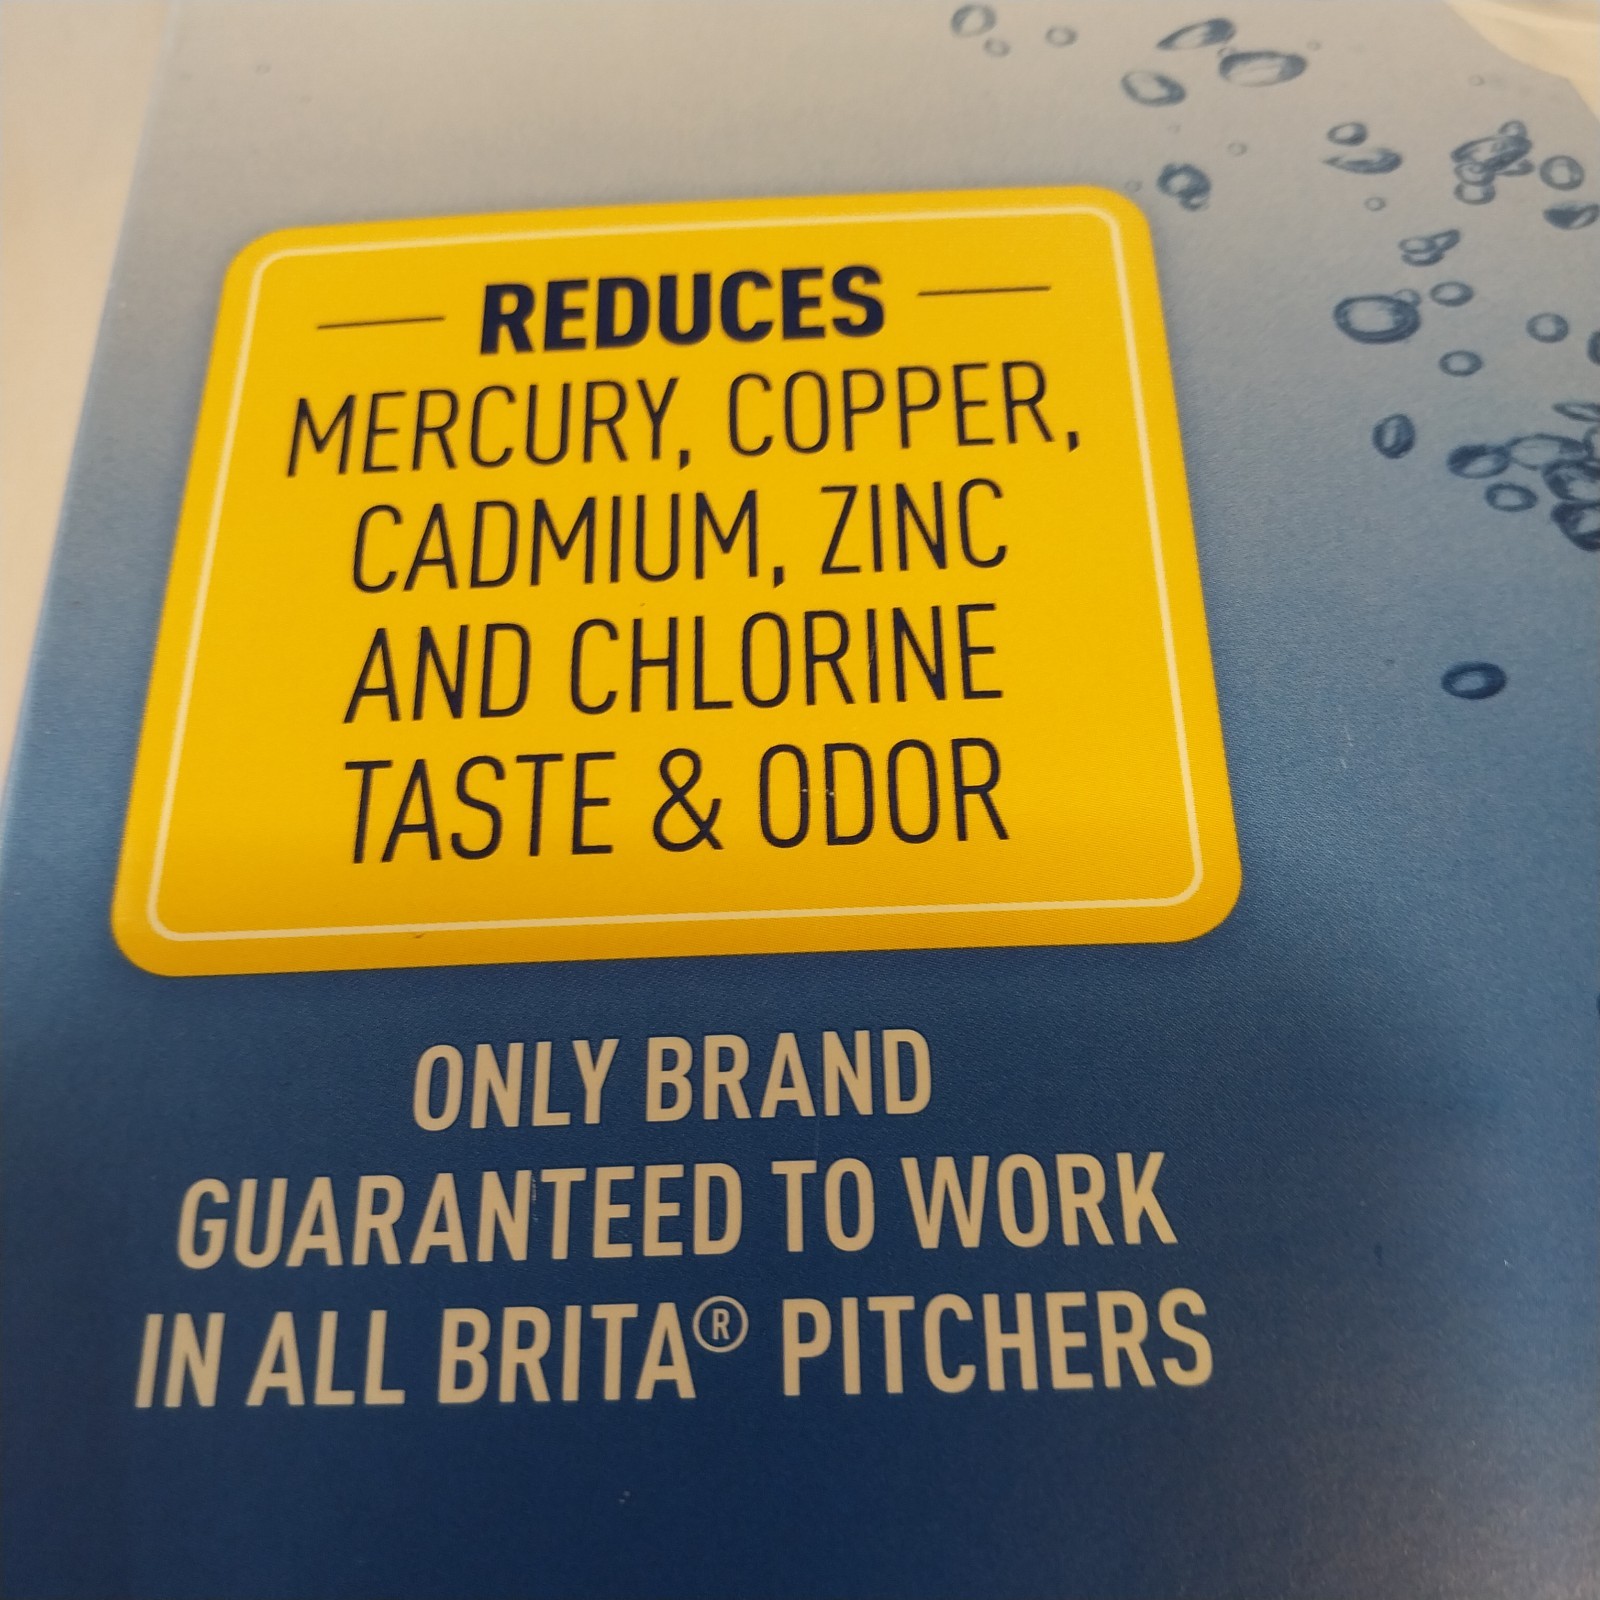 REDUCES
MERCURY, COPPER,
CADMIUM, ZINC
AND CHLORINE
TASTE & ODOR
ONLY BRAND
GUARANTEED TO WORK
IN ALL BRITA® PITCHERS